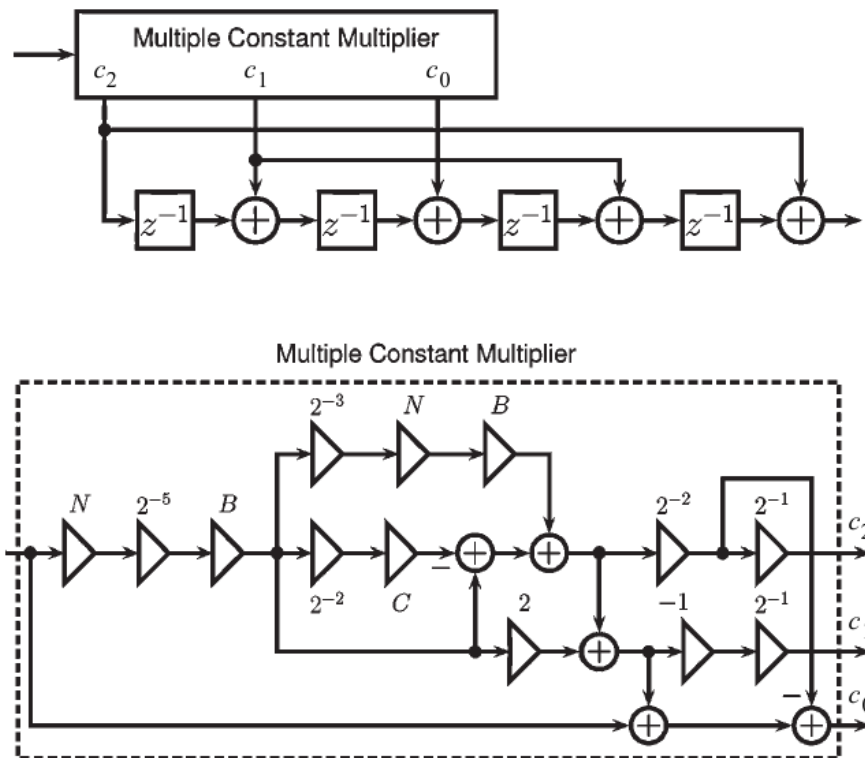 Multiple Constant Multiplier
c₂ c₁ c₀
z⁻¹ + z⁻¹ + z⁻¹ + z⁻¹ +
Multiple Constant Multiplier
2⁻³ N B
N 2⁻⁵ B
2⁻² 2⁻¹
− + + c₂
2⁻² C 2 −1 2⁻¹
+ c
− c₀
+ +